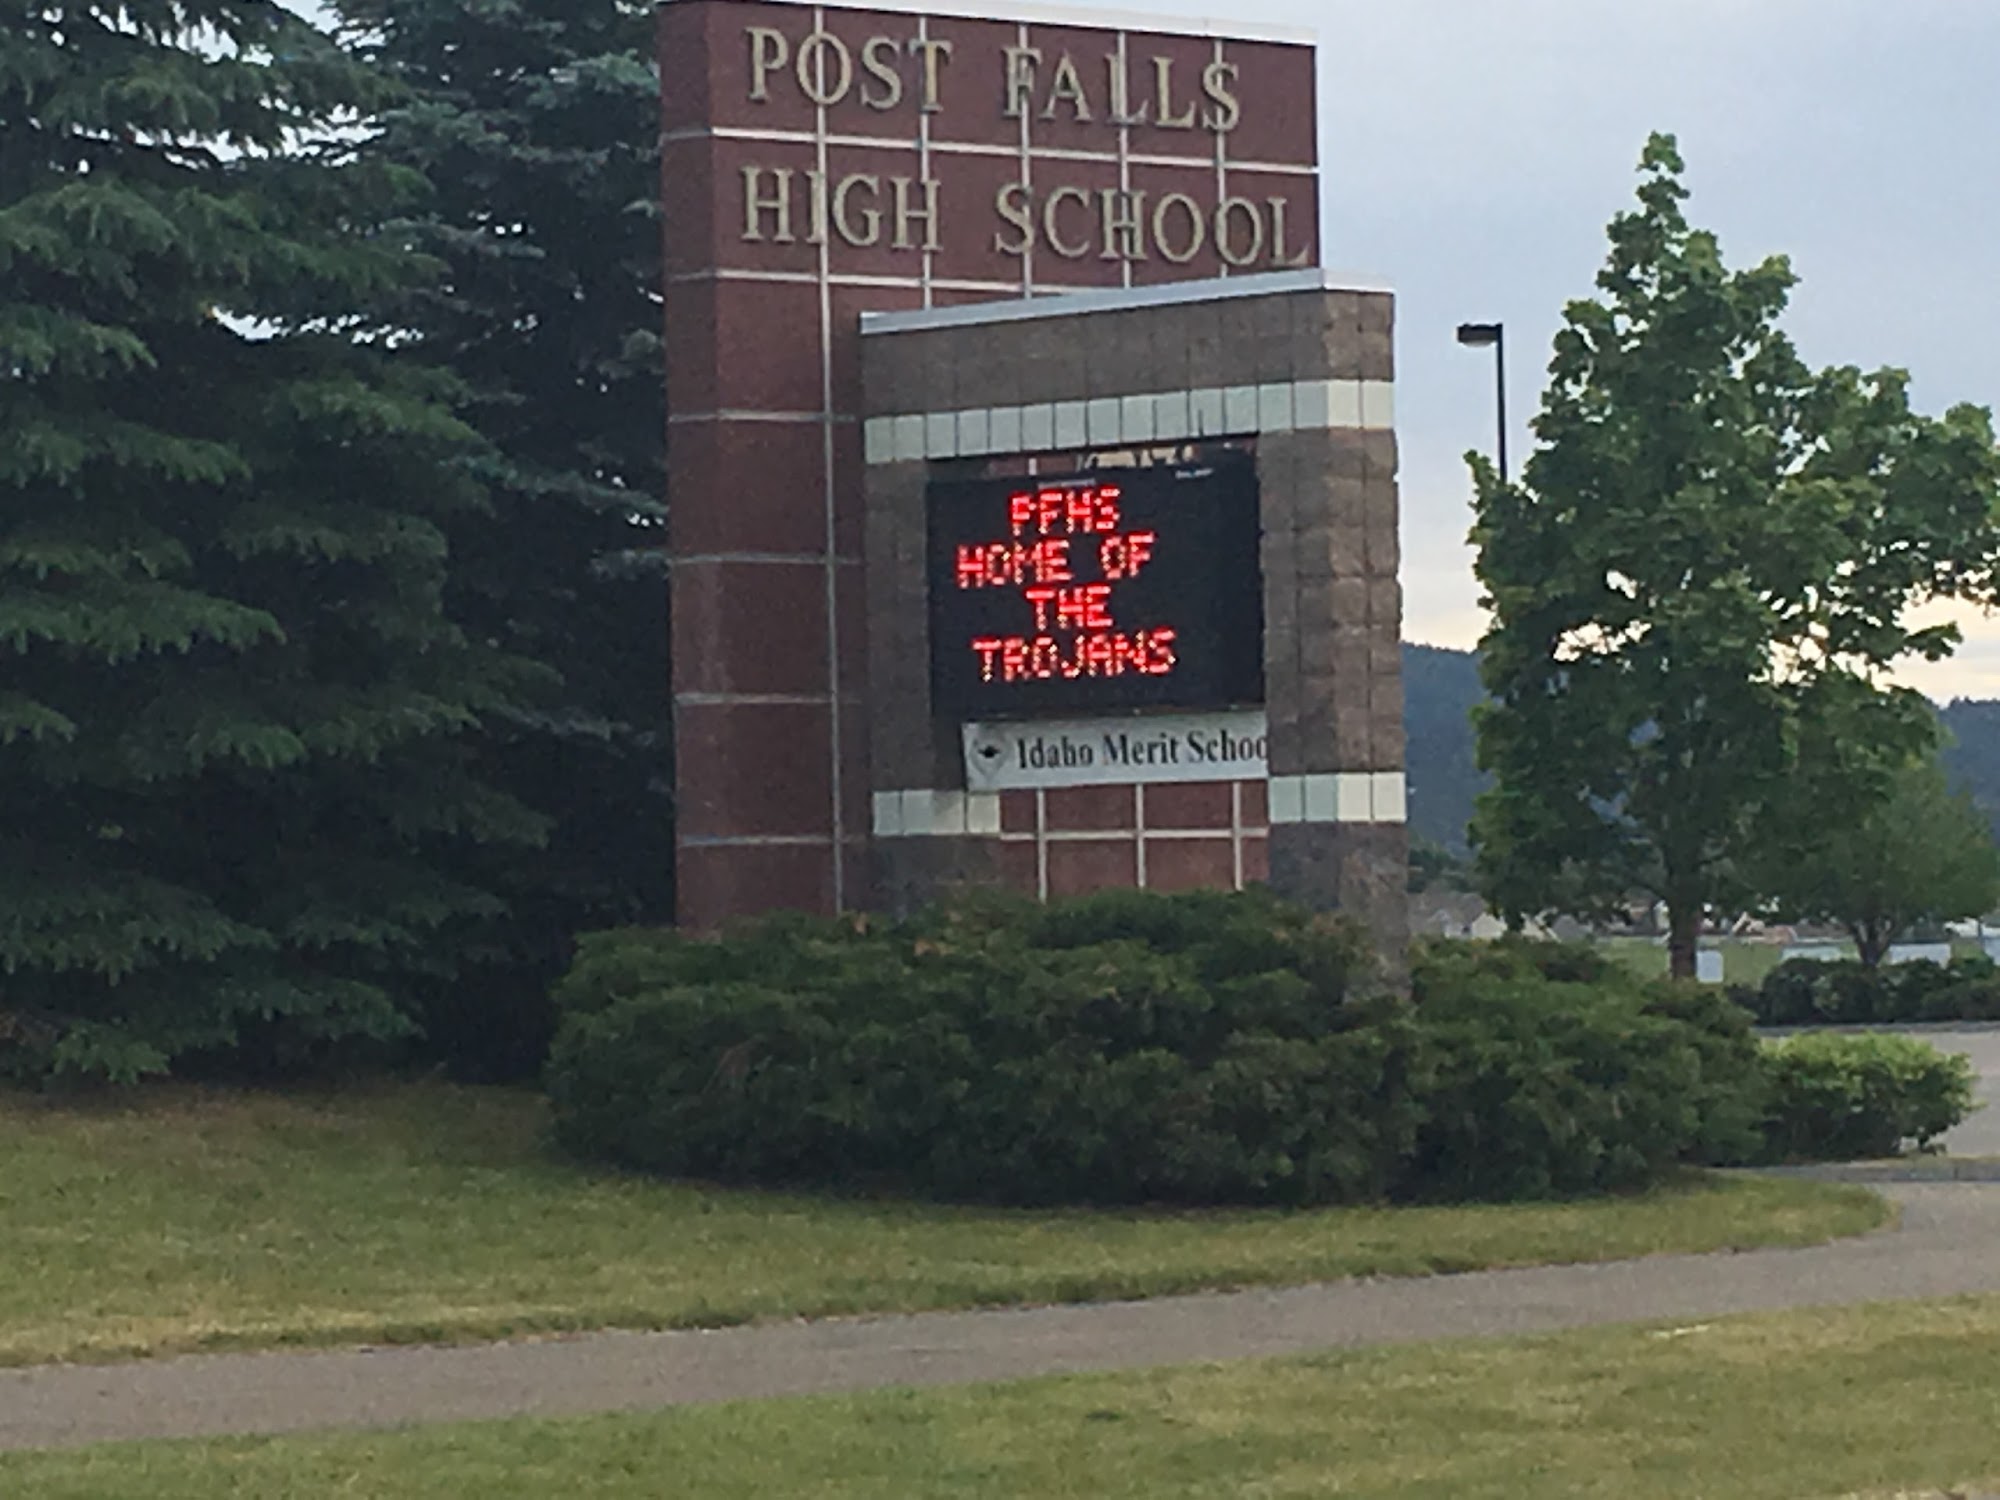 POST FALLS
HIGH SCHOOL
PFHS
HOME OF
THE
TROJANS
Idaho Merit Schoo